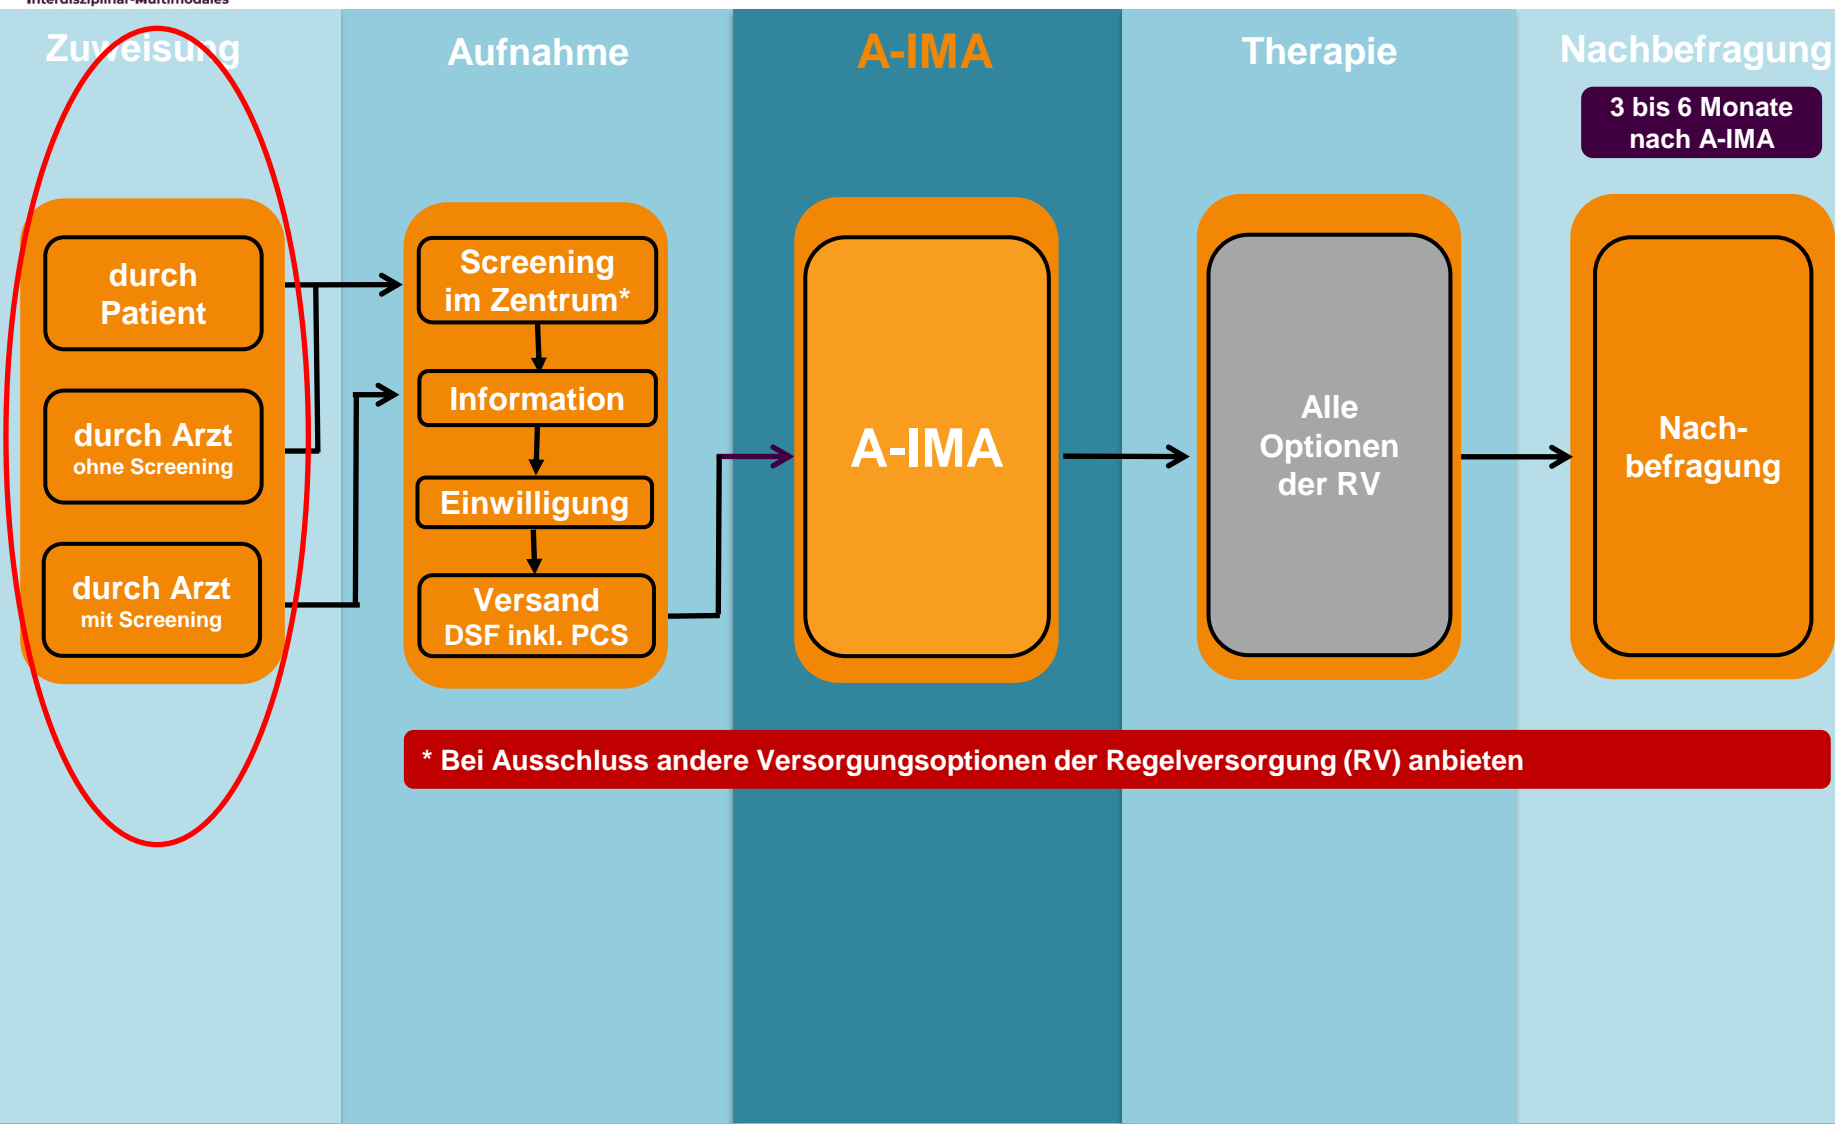 Interdisziplinär-Multimodales
Zuweisung
Aufnahme
A-IMA
Therapie
Nachbefragung
3 bis 6 Monate
nach A-IMA
durch
Patient
durch Arzt
ohne Screening
durch Arzt
mit Screening
Screening
im Zentrum*
Information
Einwilligung
Versand
DSF inkl. PCS
A-IMA
Alle
Optionen
der RV
Nach-
befragung
* Bei Ausschluss andere Versorgungsoptionen der Regelversorgung (RV) anbieten